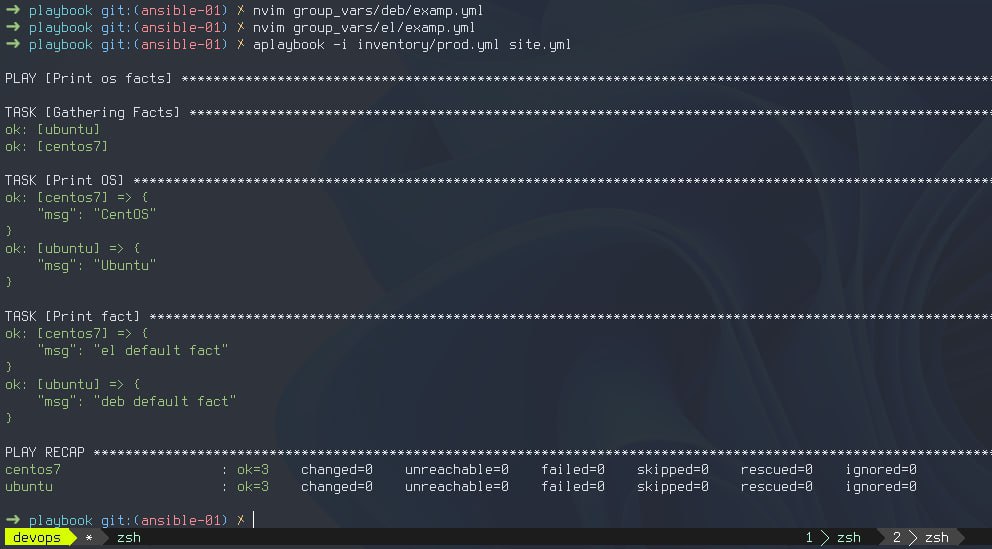 ➜ playbook git:(ansible-01) ✗ nvim group_vars/deb/examp.yml
➜ playbook git:(ansible-01) ✗ nvim group_vars/el/examp.yml
➜ playbook git:(ansible-01) ✗ aplaybook -i inventory/prod.yml site.yml
PLAY [Print os facts] *****************************************************************************************************
TASK [Gathering Facts] ****************************************************************************************************
ok: [ubuntu]
ok: [centos7]
TASK [Print OS] ***********************************************************************************************************
ok: [centos7] => {
    "msg": "CentOS"
}
ok: [ubuntu] => {
    "msg": "Ubuntu"
}
TASK [Print fact] *********************************************************************************************************
ok: [centos7] => {
    "msg": "el default fact"
}
ok: [ubuntu] => {
    "msg": "deb default fact"
}
PLAY RECAP ****************************************************************************************************************
centos7                    : ok=3    changed=0    unreachable=0    failed=0    skipped=0    rescued=0    ignored=0
ubuntu                     : ok=3    changed=0    unreachable=0    failed=0    skipped=0    rescued=0    ignored=0
➜ playbook git:(ansible-01) ✗
devops * zsh 1 zsh 2 zsh